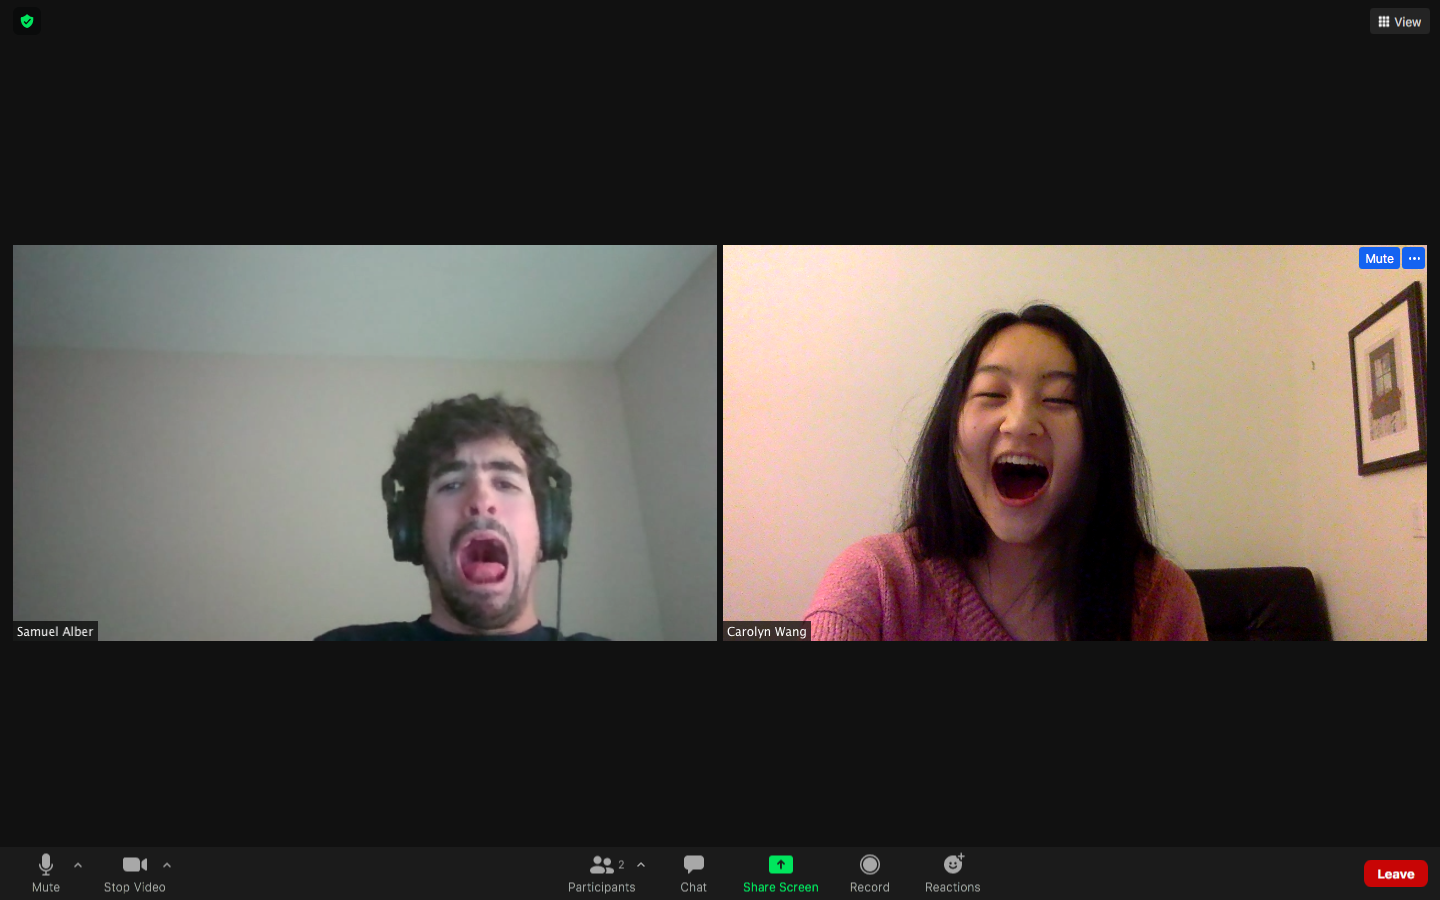 View
Mute
Samuel Alber
Carolyn Wang
Mute
Stop Video
Participants
2
Chat
Share Screen
Record
Reactions
Leave